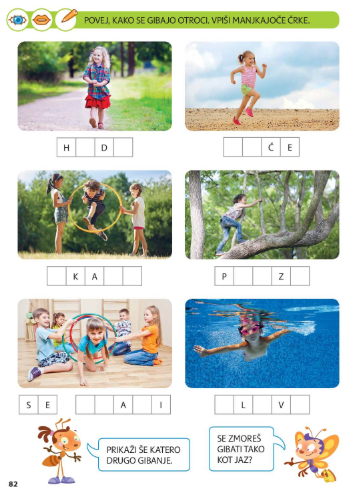 POVEJ, KAKO SE GIBAJO OTROCI. VPIŠI MANJKAJOČE ČRKE.
H D
Č E
K A
P Z
S E A I
L V
PRIKAŽI ŠE KATERO
DRUGO GIBANJE.
SE ZMOREŠ
GIBATI TAKO
KOT JAZ?
82